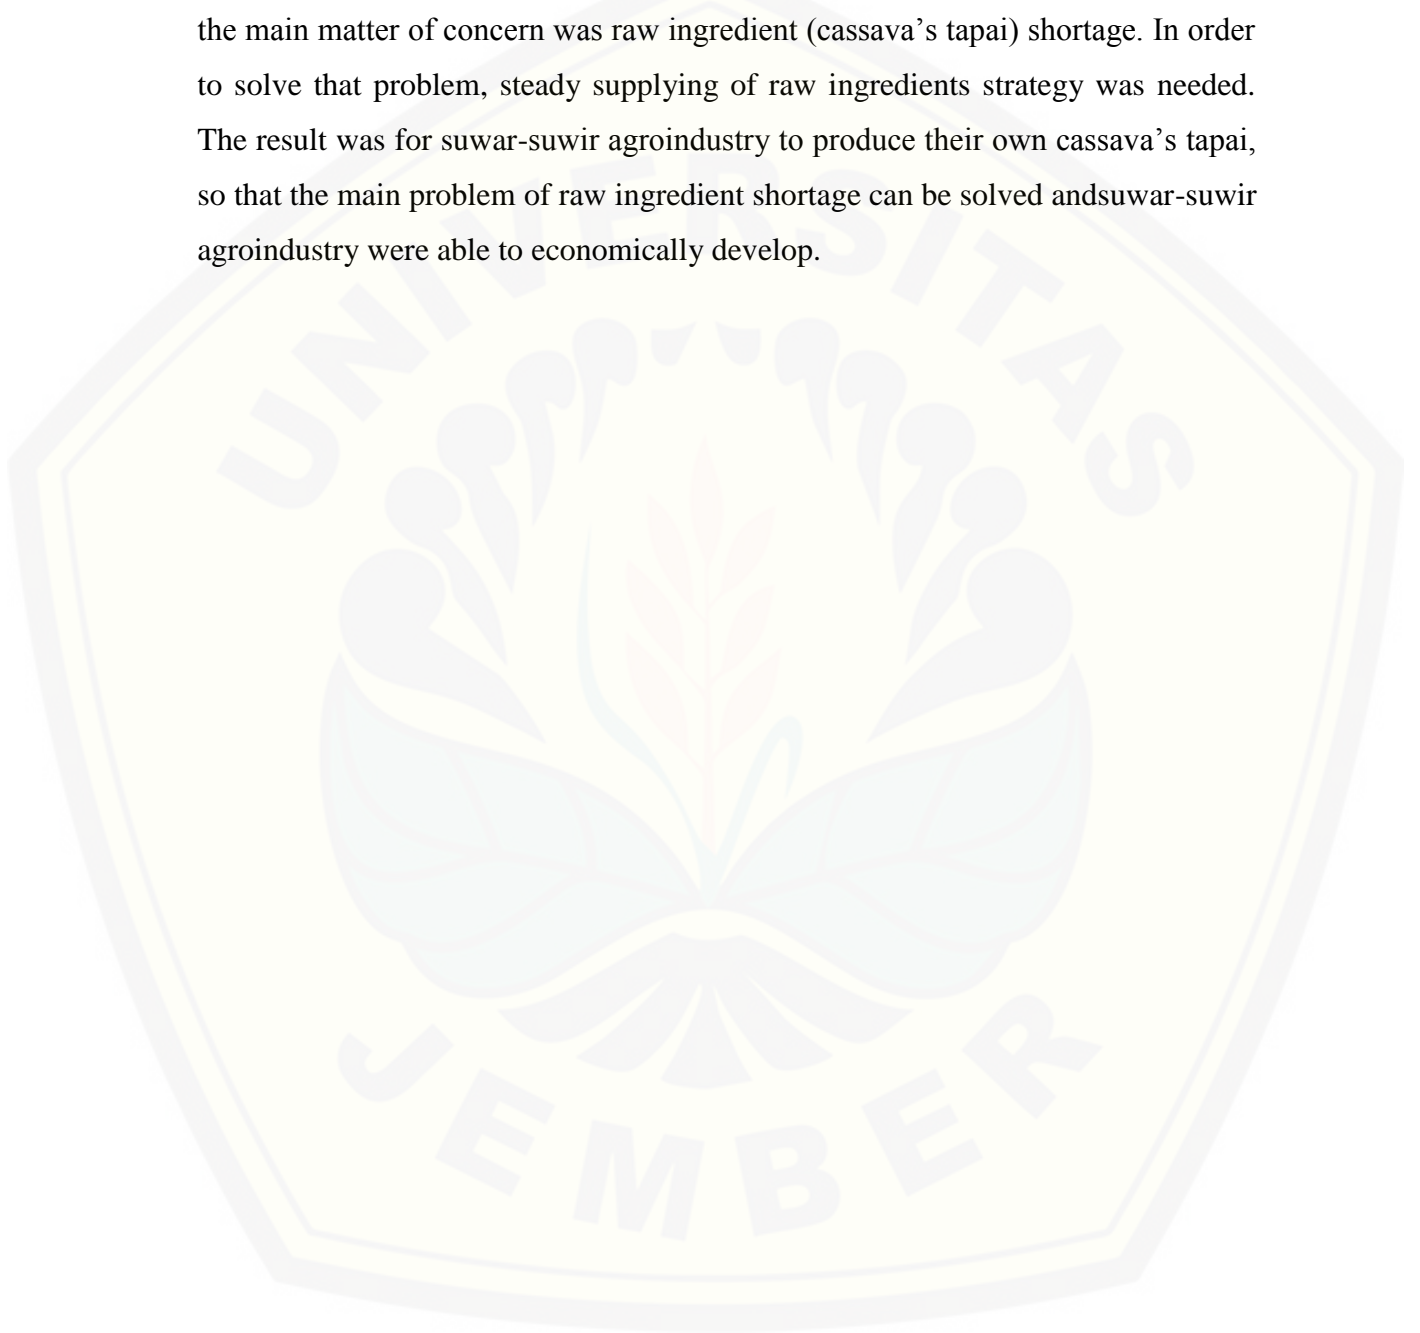 the main matter of concern was raw ingredient (cassava’s tapai) shortage. In order
to solve that problem, steady supplying of raw ingredients strategy was needed.
The result was for suwar-suwir agroindustry to produce their own cassava’s tapai,
so that the main problem of raw ingredient shortage can be solved andsuwar-suwir
agroindustry were able to economically develop.
UNIVERSITAS
JEMBER